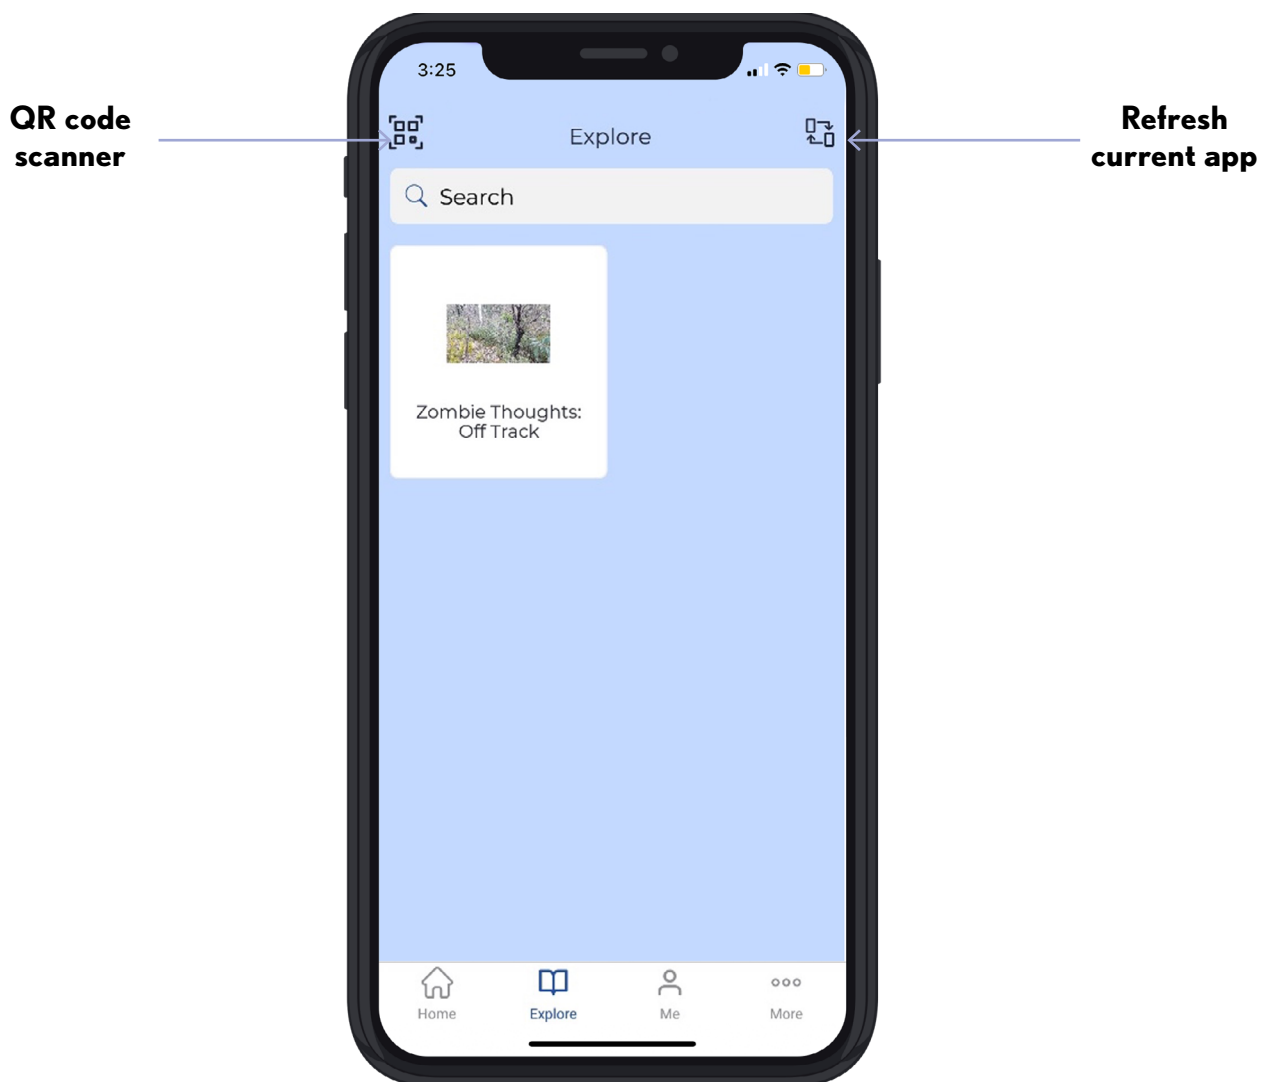 3:25
QR code
scanner
Explore
Refresh
current app
Search
Zombie Thoughts:
Off Track
Home
Explore
Me
More